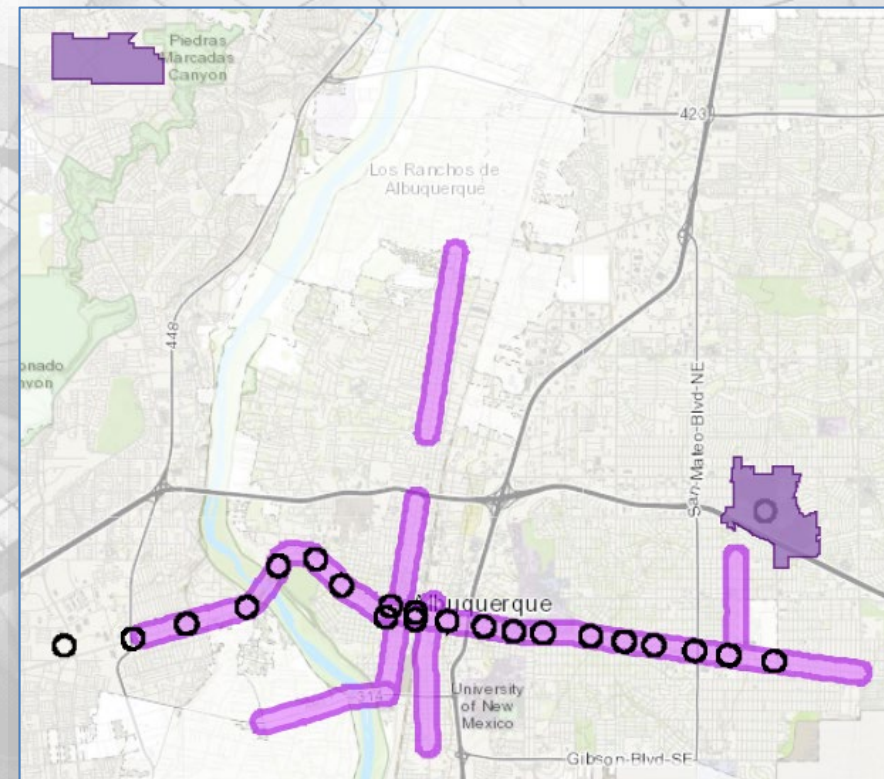 Piedras
Marcadas
Canyon
423
Los Ranchos de
Albuquerque
448
onado
nyon
San-Mateo-Blvd-NE
Albuquerque
314
University
of New
Mexico
Gibson-Blvd-SE